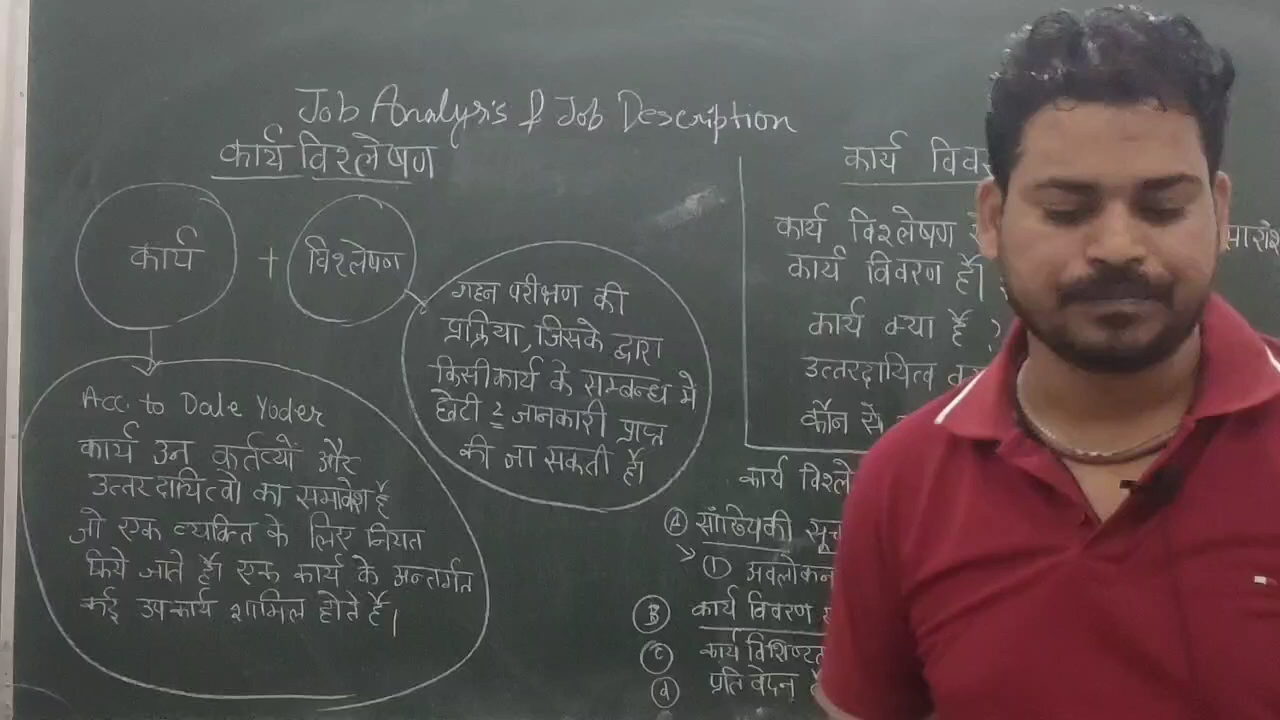 Job Analysis & Job Description
कार्य विश्लेषण
कार्य + विश्लेषण
गहन परीक्षण की
प्रक्रिया, जिसके द्वारा
किसी कार्य के सम्बन्ध मे
छोटी २ जानकारी प्राप्त
की जा सकती है।
Acc. to Dale Yoder
कार्य उन कर्तव्यों और
उत्तरदायित्वो का समावेश है
जो एक व्यक्ति के लिए नियत
किये जाते है। एक कार्य के अन्तर्गत
कई उपकार्य शामिल होते है।
कार्य
कार्य विश्लेषण
कार्य विवरण है।
कार्य क्या है ?
उत्तरदायित्व
कौन से
कार्य
(A) सांख्यिकी
(1) अवलोकन
(B) कार्य विवरण
(C)
(d) प्रतिवेदन